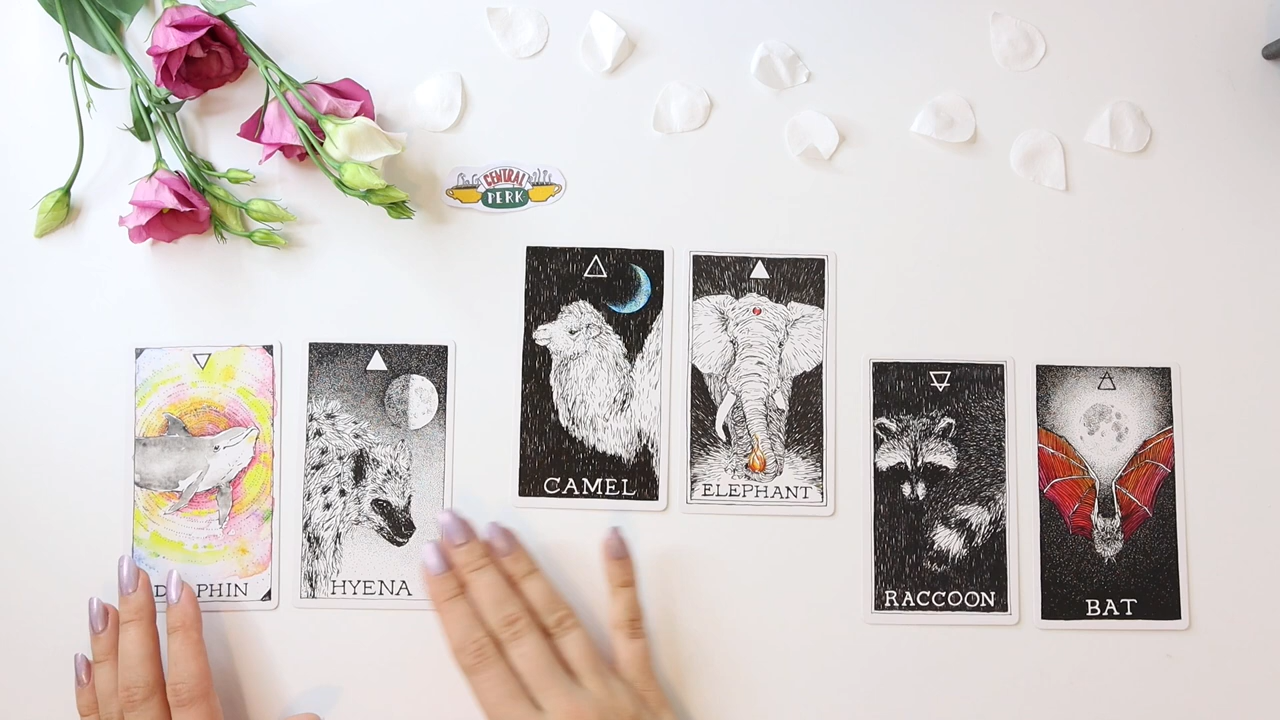 CENTRAL
PERK
CAMEL
ELEPHANT
HYENA
RACCOON
BAT